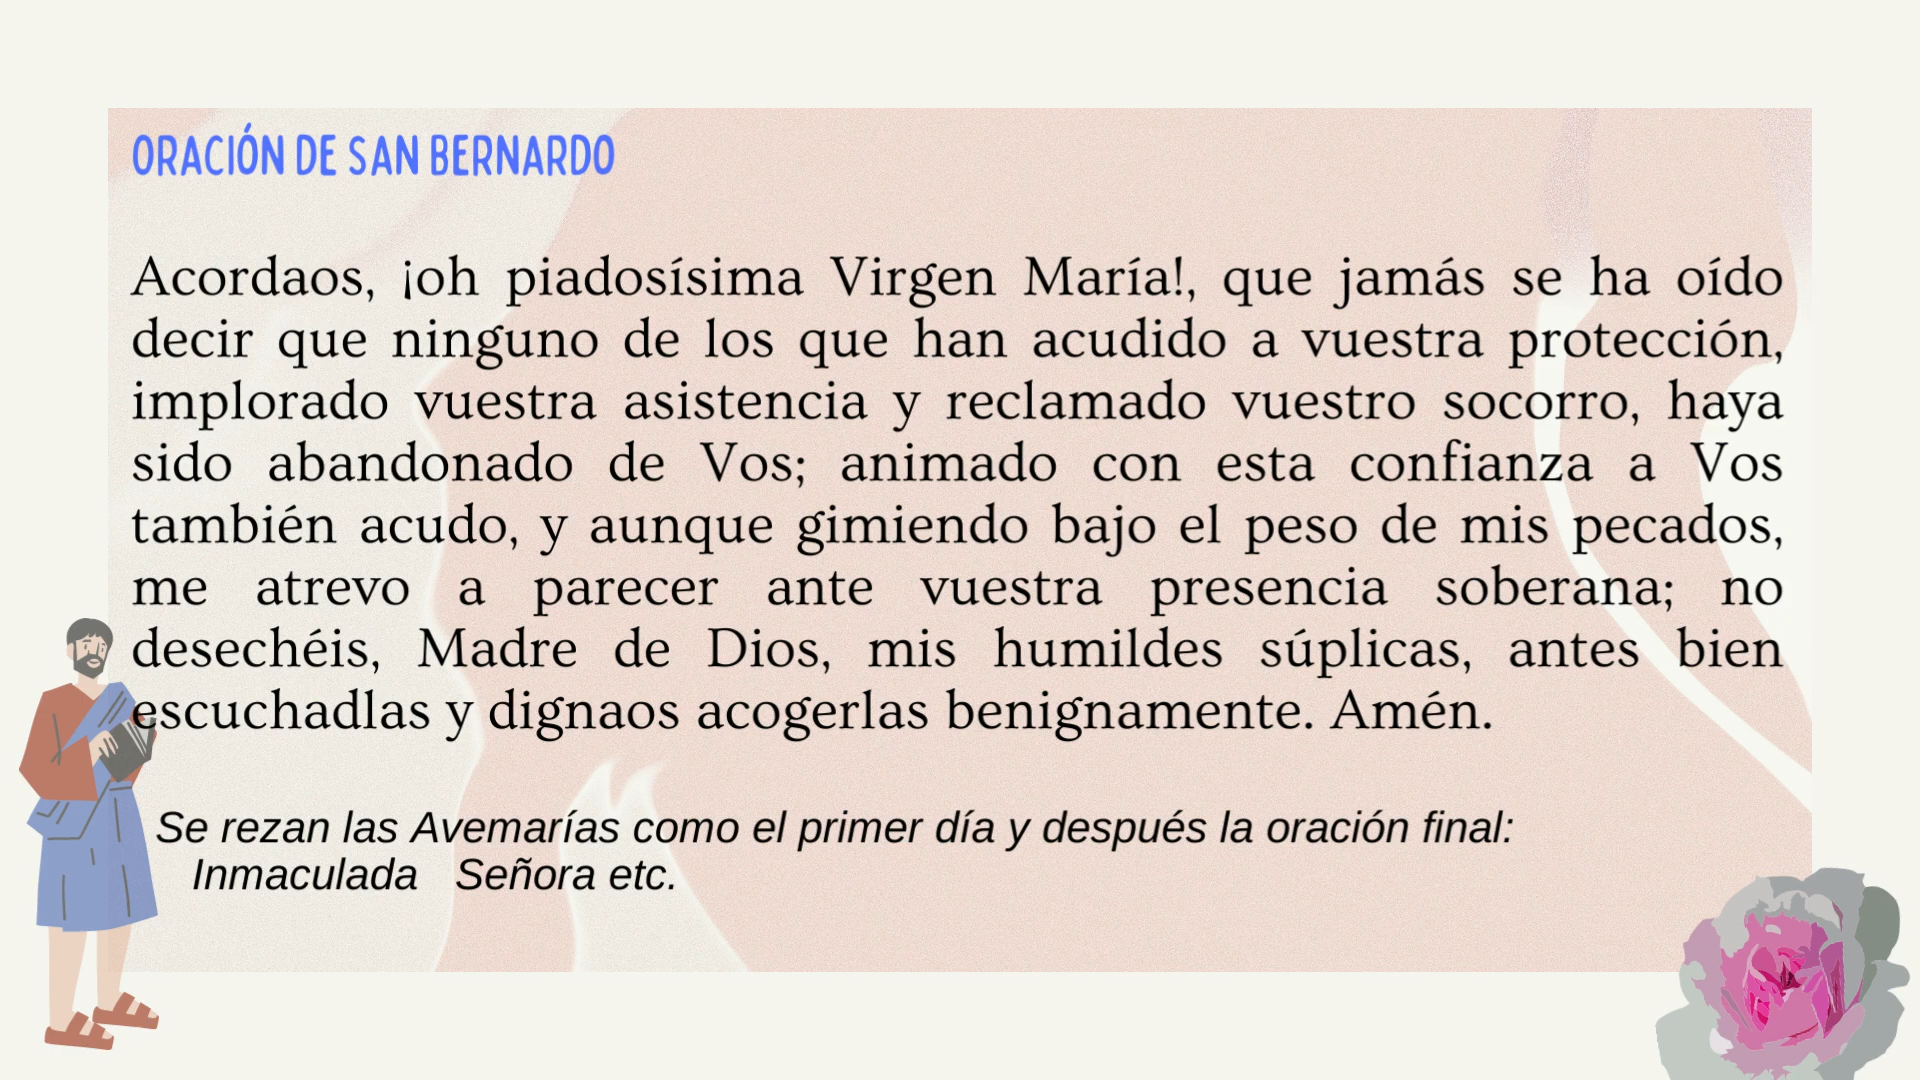 ORACIÓN DE SAN BERNARDO
Acordaos, ¡oh piadosísima Virgen María!, que jamás se ha oído
decir que ninguno de los que han acudido a vuestra protección,
implorado vuestra asistencia y reclamado vuestro socorro, haya
sido abandonado de Vos; animado con esta confianza a Vos
también acudo, y aunque gimiendo bajo el peso de mis pecados,
me atrevo a parecer ante vuestra presencia soberana; no
desechéis, Madre de Dios, mis humildes súplicas, antes bien
escuchadlas y dignaos acogerlas benignamente. Amén.
Se rezan las Avemarías como el primer día y después la oración final:
Inmaculada Señora etc.